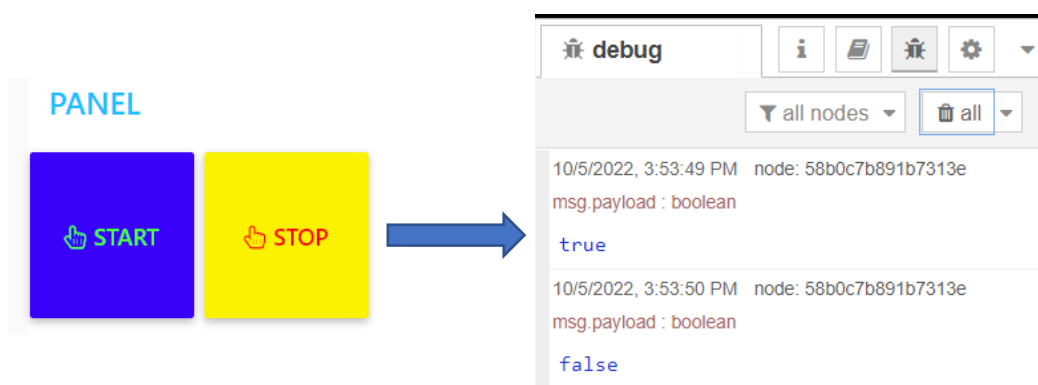 PANEL
START
STOP
debug
all nodes
all
10/5/2022, 3:53:49 PM node: 58b0c7b891b7313e
msg.payload : boolean
true
10/5/2022, 3:53:50 PM node: 58b0c7b891b7313e
msg.payload : boolean
false